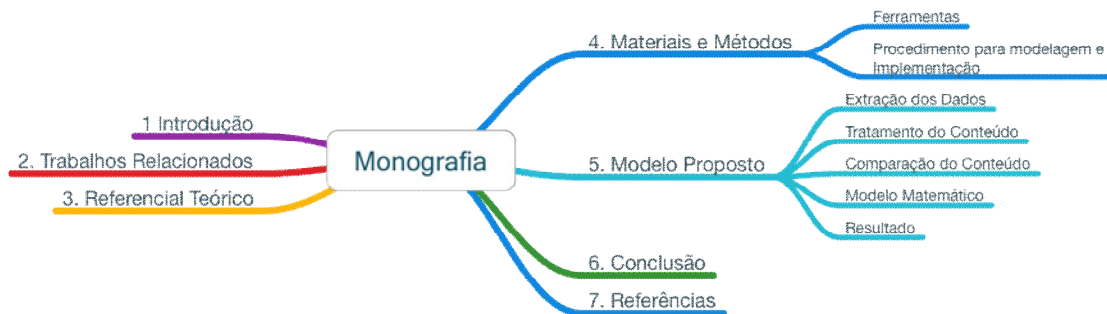 Monografia
1 Introdução
2. Trabalhos Relacionados
3. Referencial Teórico
4. Materiais e Métodos
Ferramentas
Procedimento para modelagem e
Implementação
5. Modelo Proposto
Extração dos Dados
Tratamento do Conteúdo
Comparação do Conteúdo
Modelo Matemático
Resultado
6. Conclusão
7. Referências